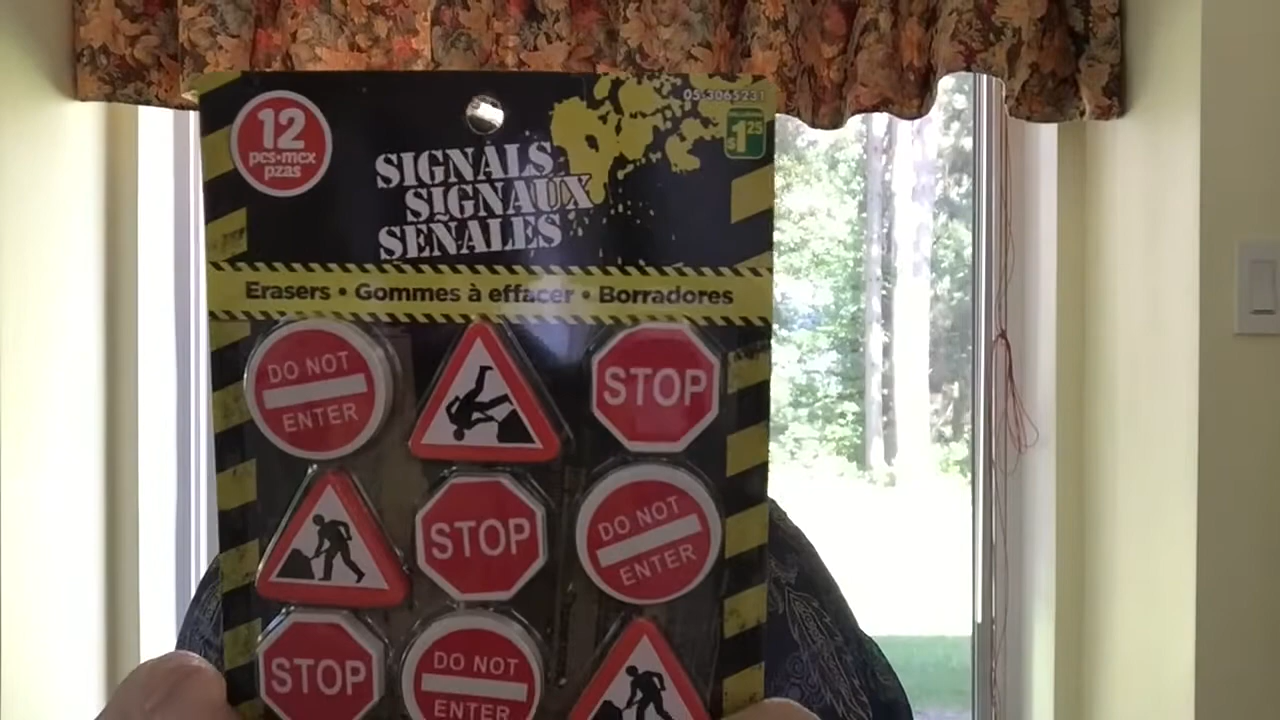 05-3065231
12
pcs•mcx
pzas
$1.25
SIGNALS
SIGNAUX
SEÑALES
Erasers • Gommes à effacer • Borradores
DO NOT
ENTER
STOP
STOP
DO NOT
ENTER
STOP
DO NOT
ENTER